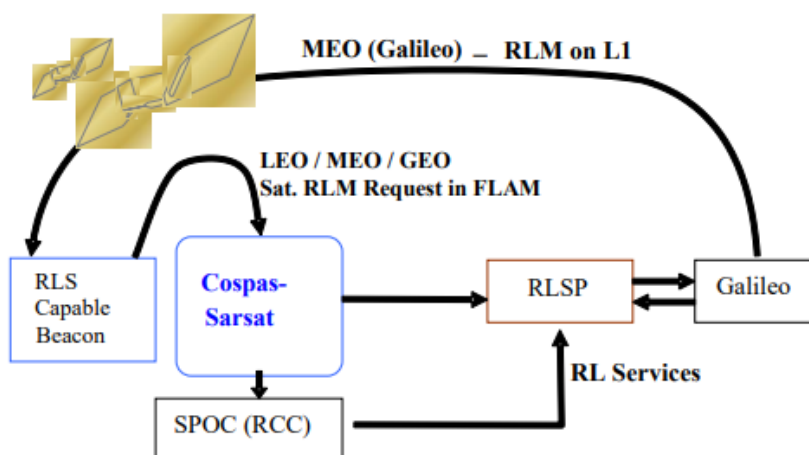 MEO (Galileo) – RLM on L1
LEO / MEO / GEO
Sat. RLM Request in FLAM
RLS
Capable
Beacon
Cospas-
Sarsat
RLSP
Galileo
RL Services
SPOC (RCC)